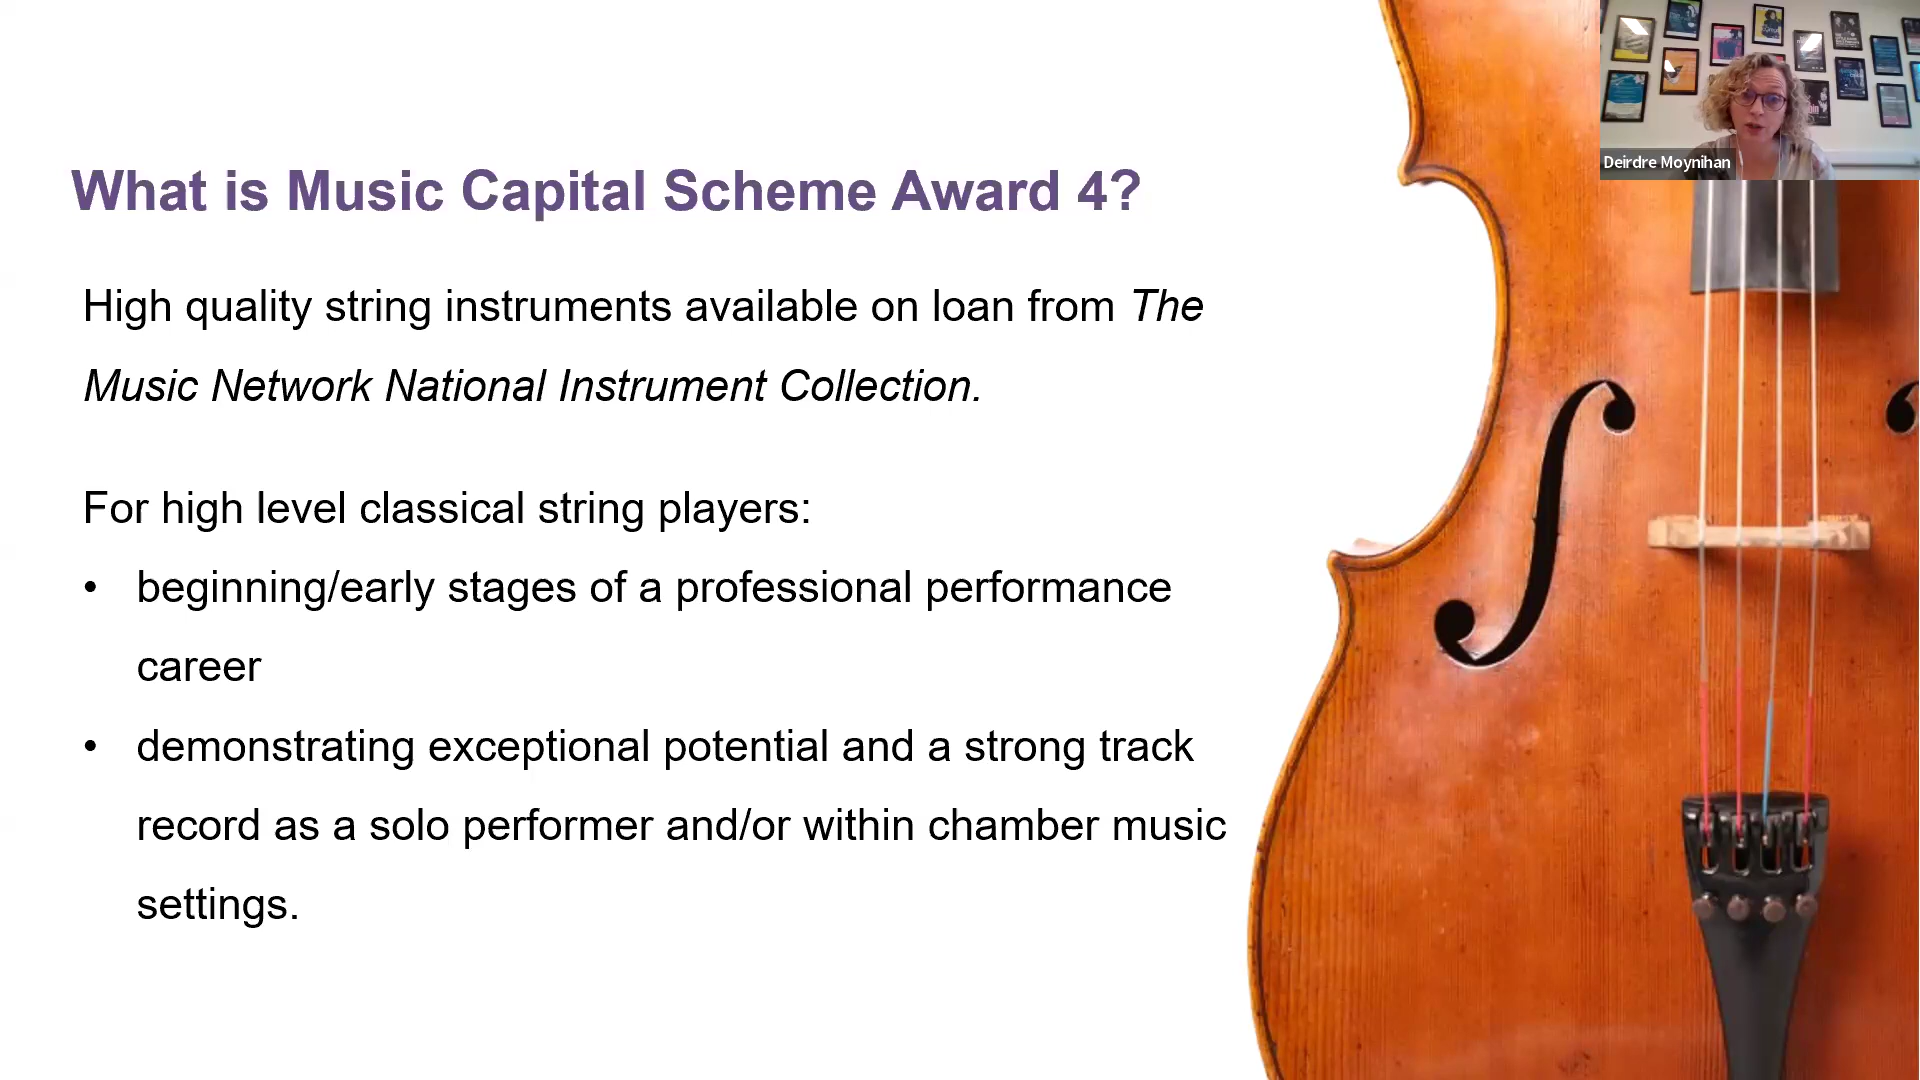 What is Music Capital Scheme Award 4?
High quality string instruments available on loan from The
Music Network National Instrument Collection.
For high level classical string players:
• beginning/early stages of a professional performance
career
• demonstrating exceptional potential and a strong track
record as a solo performer and/or within chamber music
settings.
Deirdre Moynihan